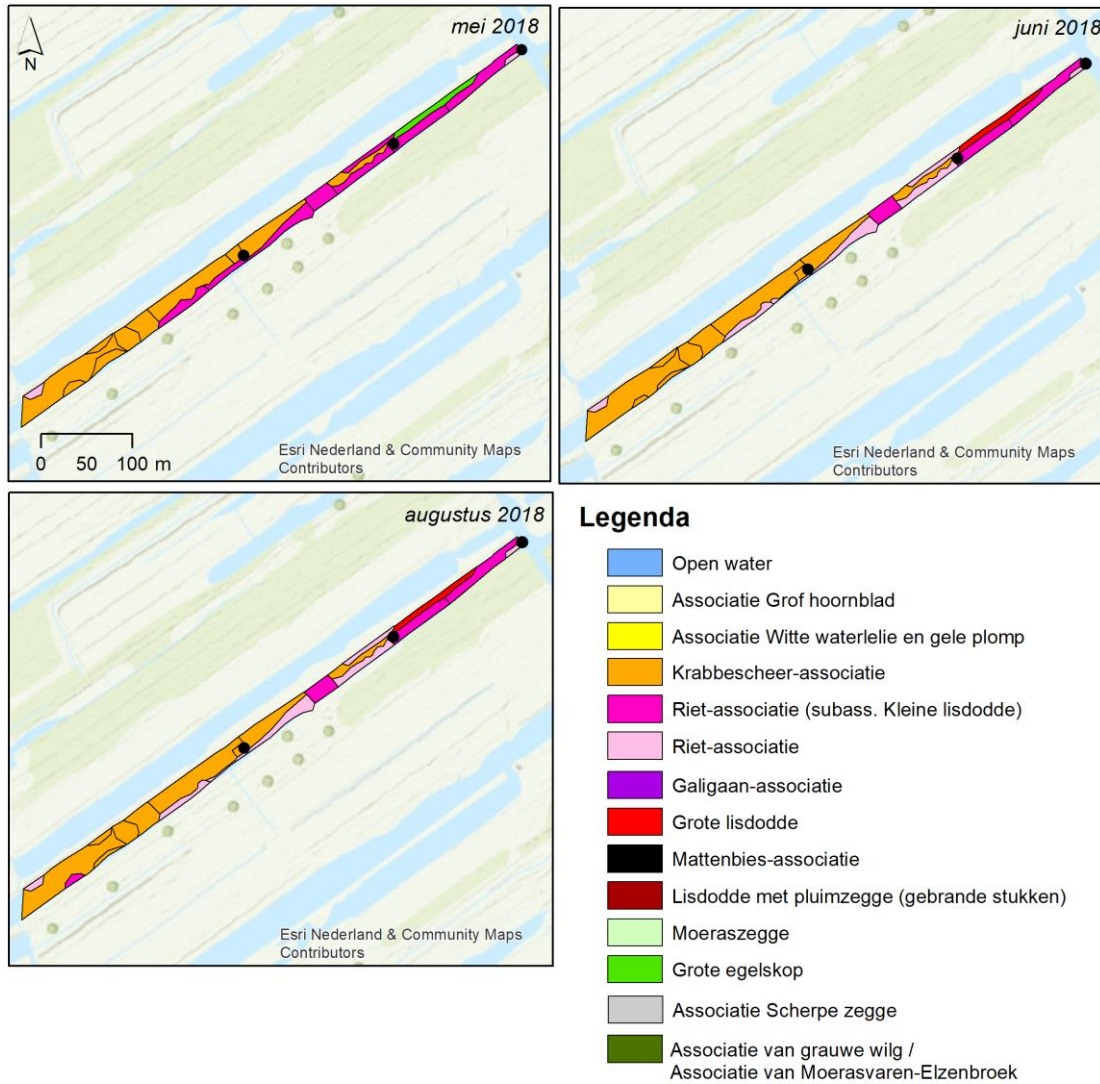 mei 2018
N
0 50 100 m
Esri Nederland & Community Maps
Contributors
juni 2018
Esri Nederland & Community Maps
Contributors
augustus 2018
Esri Nederland & Community Maps
Contributors
Legenda
Open water
Associatie Grof hoornblad
Associatie Witte waterlelie en gele plomp
Krabbescheer-associatie
Riet-associatie (subass. Kleine lisdodde)
Riet-associatie
Galigaan-associatie
Grote lisdodde
Mattenbies-associatie
Lisdodde met pluimzegge (gebrande stukken)
Moeraszegge
Grote egelskop
Associatie Scherpe zegge
Associatie van grauwe wilg /
Associatie van Moerasvaren-Elzenbroek